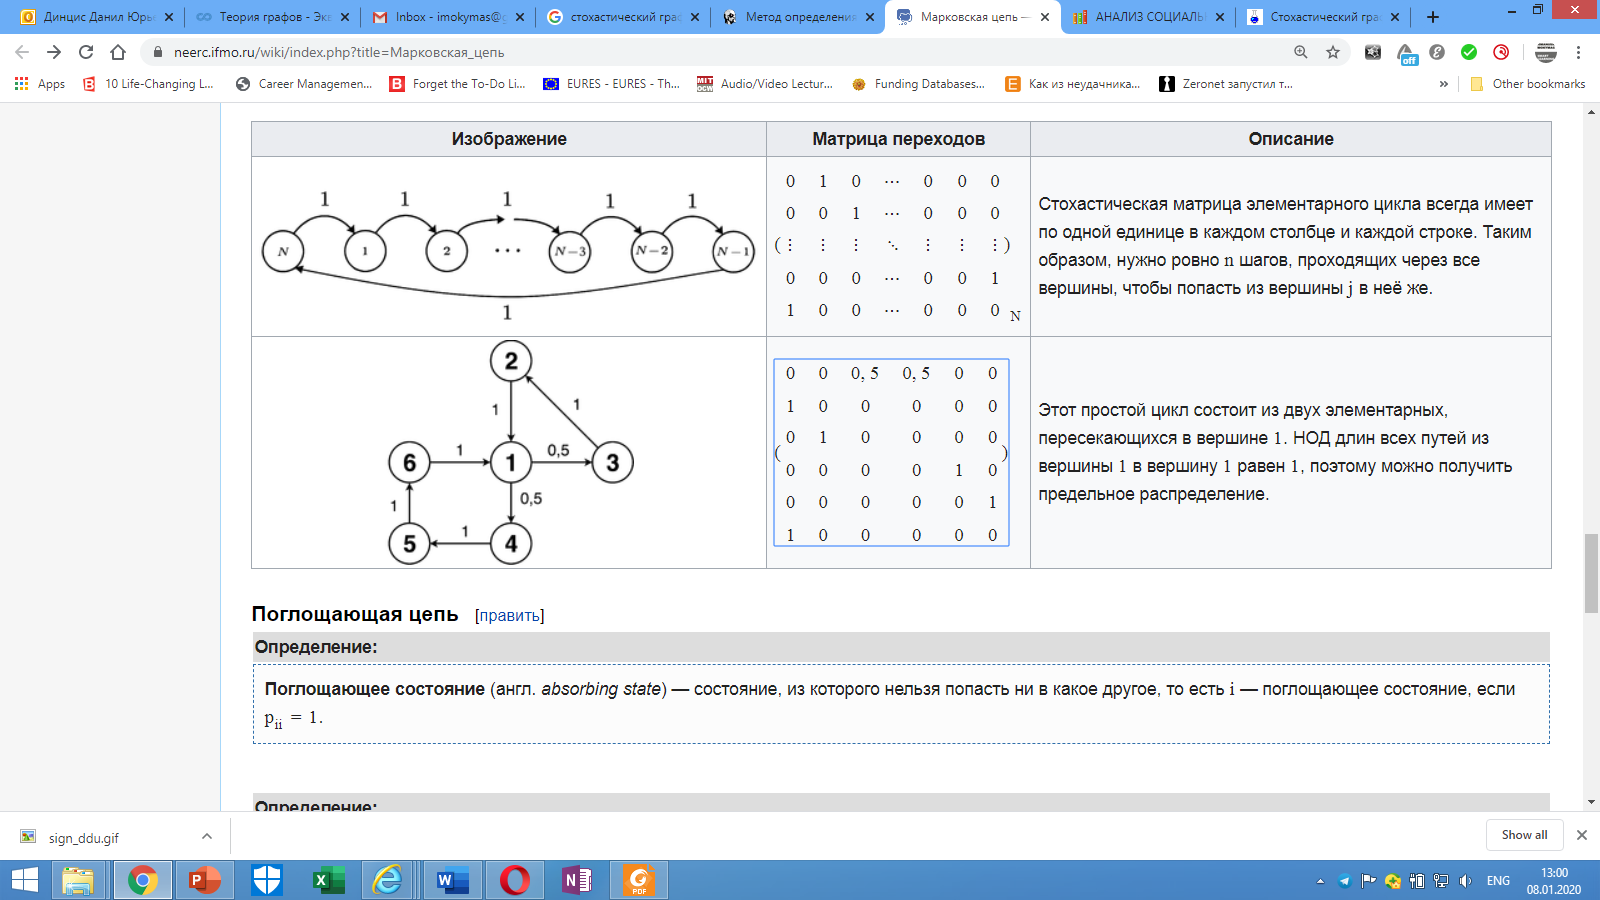 Динцис Данил Юрье
Теория графов - Экв
Inbox - imokymas@g
стохастический граф
Метод определения
Марковская цепь —
АНАЛИЗ СОЦИАЛЬ
Стохастический гра
neerc.ifmo.ru/wiki/index.php?title=Марковская_цепь
off
Apps
10 Life-Changing L...
Career Managemen...
Forget the To-Do Li...
EURES - EURES - Th...
Audio/Video Lectur...
Funding Databases...
Как из неудачника...
Zeronet запустил т...
»
Other bookmarks
Изображение Матрица переходов Описание
1 1 1 1 1
N 1 2 ··· N−3 N−2 N−1
1
0 1 0 ⋯ 0 0 0
0 0 1 ⋯ 0 0 0
( ⋮ ⋮ ⋮ ⋱ ⋮ ⋮ ⋮ )
0 0 0 ⋯ 0 0 1
1 0 0 ⋯ 0 0 0 N
Стохастическая матрица элементарного цикла всегда имеет
по одной единице в каждом столбце и каждой строке. Таким
образом, нужно ровно n шагов, проходящих через все
вершины, чтобы попасть из вершины j в неё же.
2
1 1
6 1 1 0,5 3
1 0,5
5 1 4
0 0 0, 5 0, 5 0 0
1 0 0 0 0 0
0 1 0 0 0 0
( )
0 0 0 0 1 0
0 0 0 0 0 1
1 0 0 0 0 0
Этот простой цикл состоит из двух элементарных,
пересекающихся в вершине 1. НОД длин всех путей из
вершины 1 в вершину 1 равен 1, поэтому можно получить
предельное распределение.
Поглощающая цепь [править]
Определение:
Поглощающее состояние (англ. absorbing state) — состояние, из которого нельзя попасть ни в какое другое, то есть i — поглощающее состояние, если
pii = 1.
Определение:
sign_ddu.gif
Show all
ENG
13:00
08.01.2020